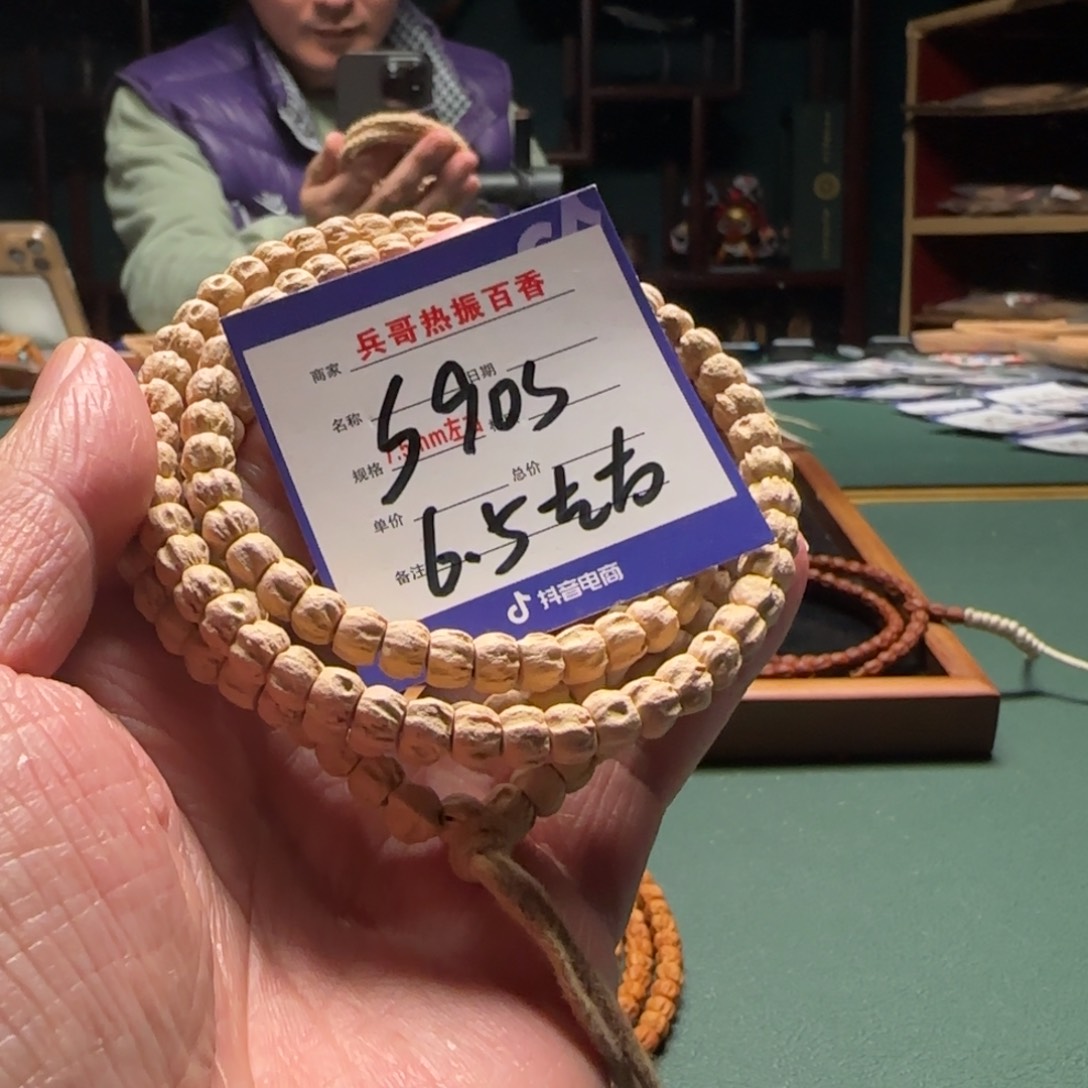 商家 兵哥热振百香
名称 日期
S90S
规格 7.5mm左右
单价 总价
6.5左右
备注
抖音电商